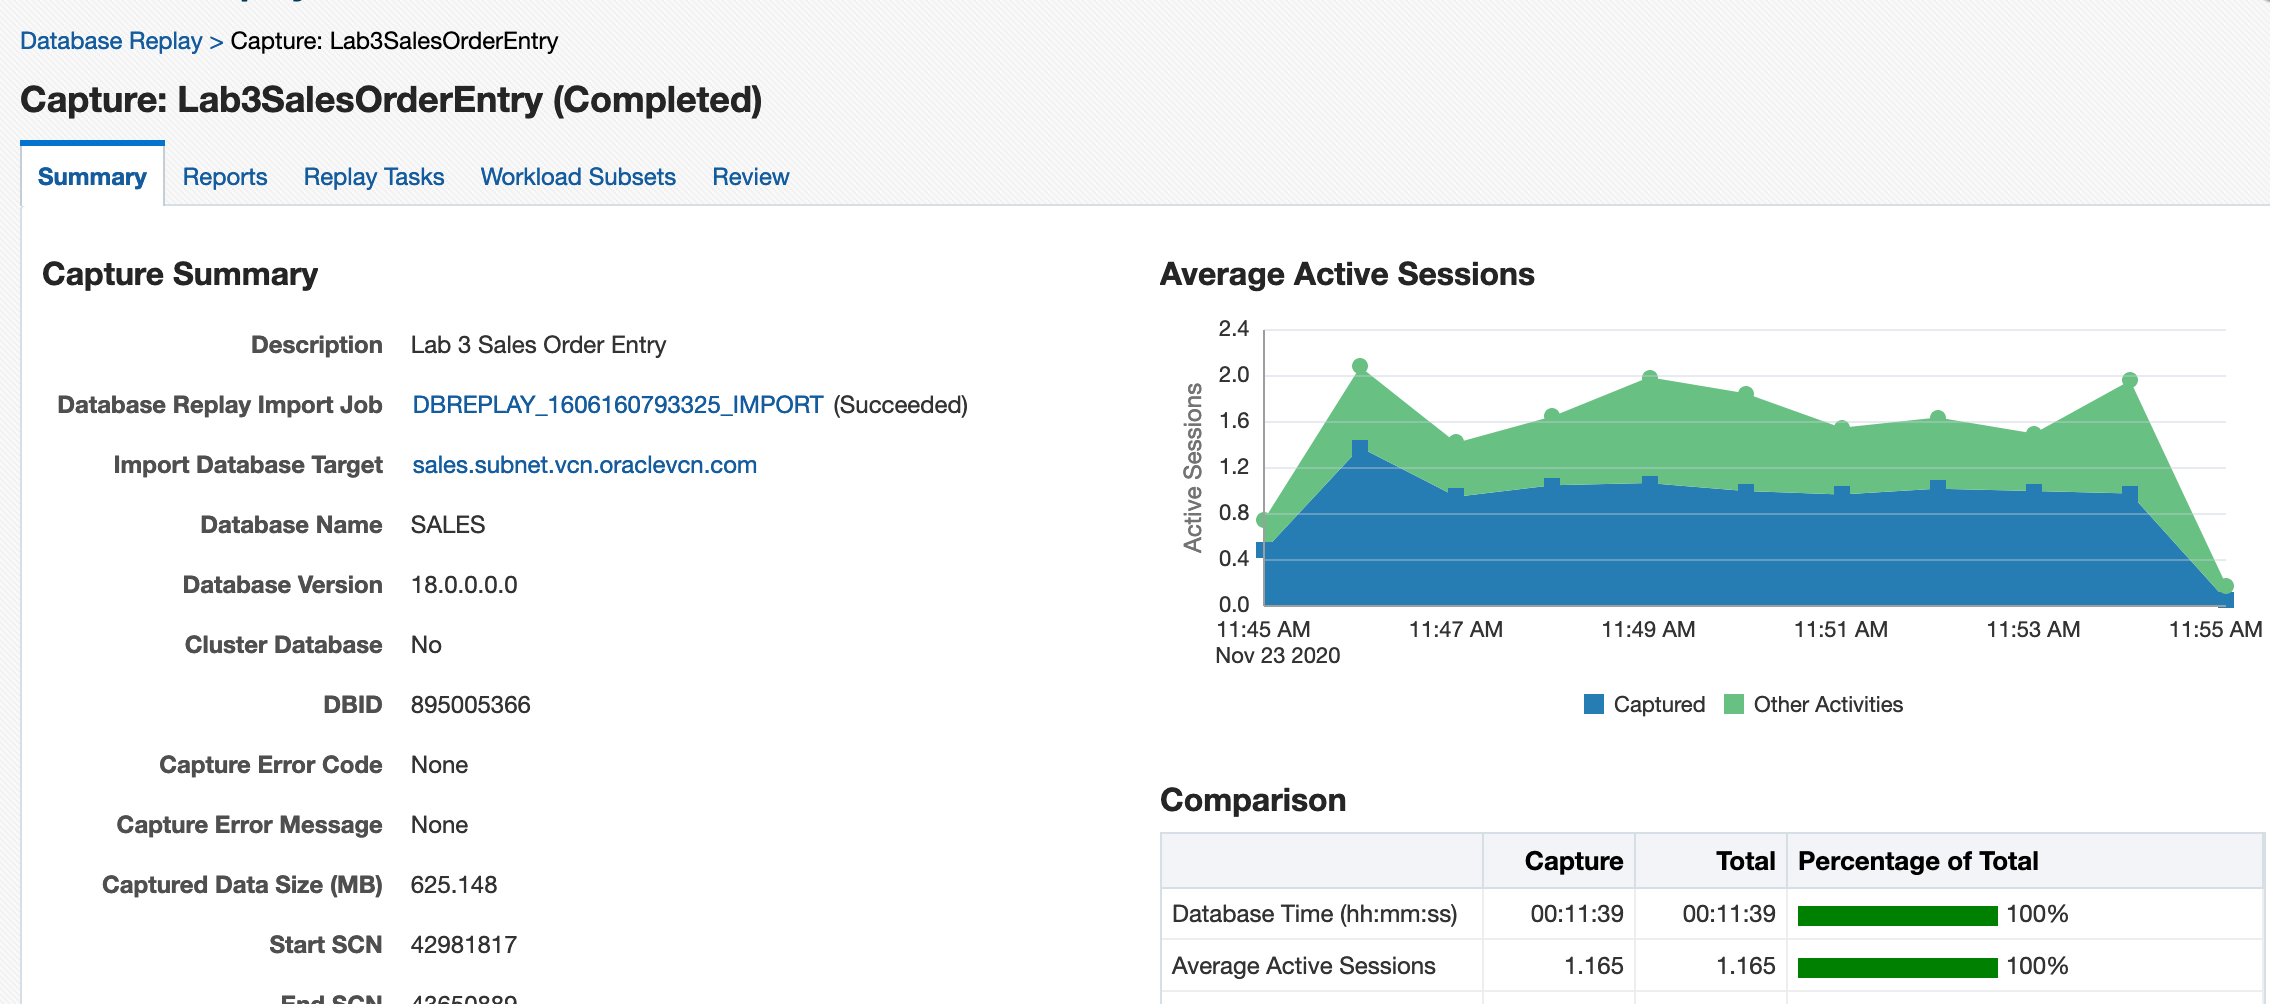 Database Replay > Capture: Lab3SalesOrderEntry
Capture: Lab3SalesOrderEntry (Completed)
Summary Reports Replay Tasks Workload Subsets Review
Capture Summary
Description Lab 3 Sales Order Entry
Database Replay Import Job DBREPLAY_1606160793325_IMPORT (Succeeded)
Import Database Target sales.subnet.vcn.oraclevcn.com
Database Name SALES
Database Version 18.0.0.0.0
Cluster Database No
DBID 895005366
Capture Error Code None
Capture Error Message None
Captured Data Size (MB) 625.148
Start SCN 42981817
End SCN 43650889
Average Active Sessions
Active Sessions
2.4
2.0
1.6
1.2
0.8
0.4
0.0
11:45 AM 11:47 AM 11:49 AM 11:51 AM 11:53 AM 11:55 AM
Nov 23 2020
Captured Other Activities
Comparison
Capture Total Percentage of Total
Database Time (hh:mm:ss) 00:11:39 00:11:39 100%
Average Active Sessions 1.165 1.165 100%